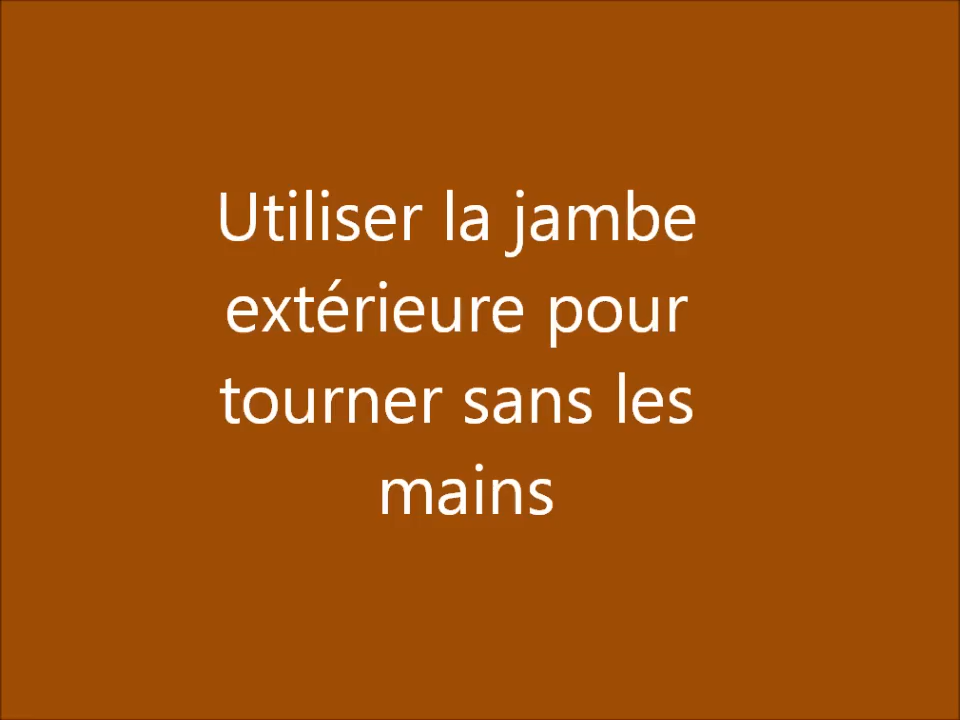 Utiliser la jambe
extérieure pour
tourner sans les
mains